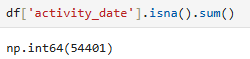 df['activity_date'].isna().sum()
np.int64(54401)